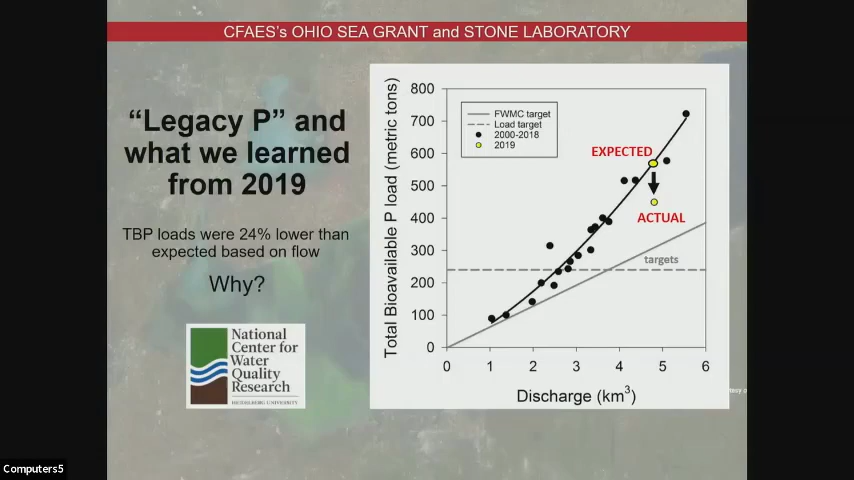 CFAES's OHIO SEA GRANT and STONE LABORATORY
“Legacy P” and
what we learned
from 2019
TBP loads were 24% lower than
expected based on flow
Why?
National
Center for
Water
Quality
Research
HEIDELBERG UNIVERSITY
Total Bioavailable P load (metric tons)
800
700
600
500
400
300
200
100
0
FWMC target
Load target
2000-2018
2019
EXPECTED
ACTUAL
targets
0 1 2 3 4 5 6
Discharge (km³)
Computers5